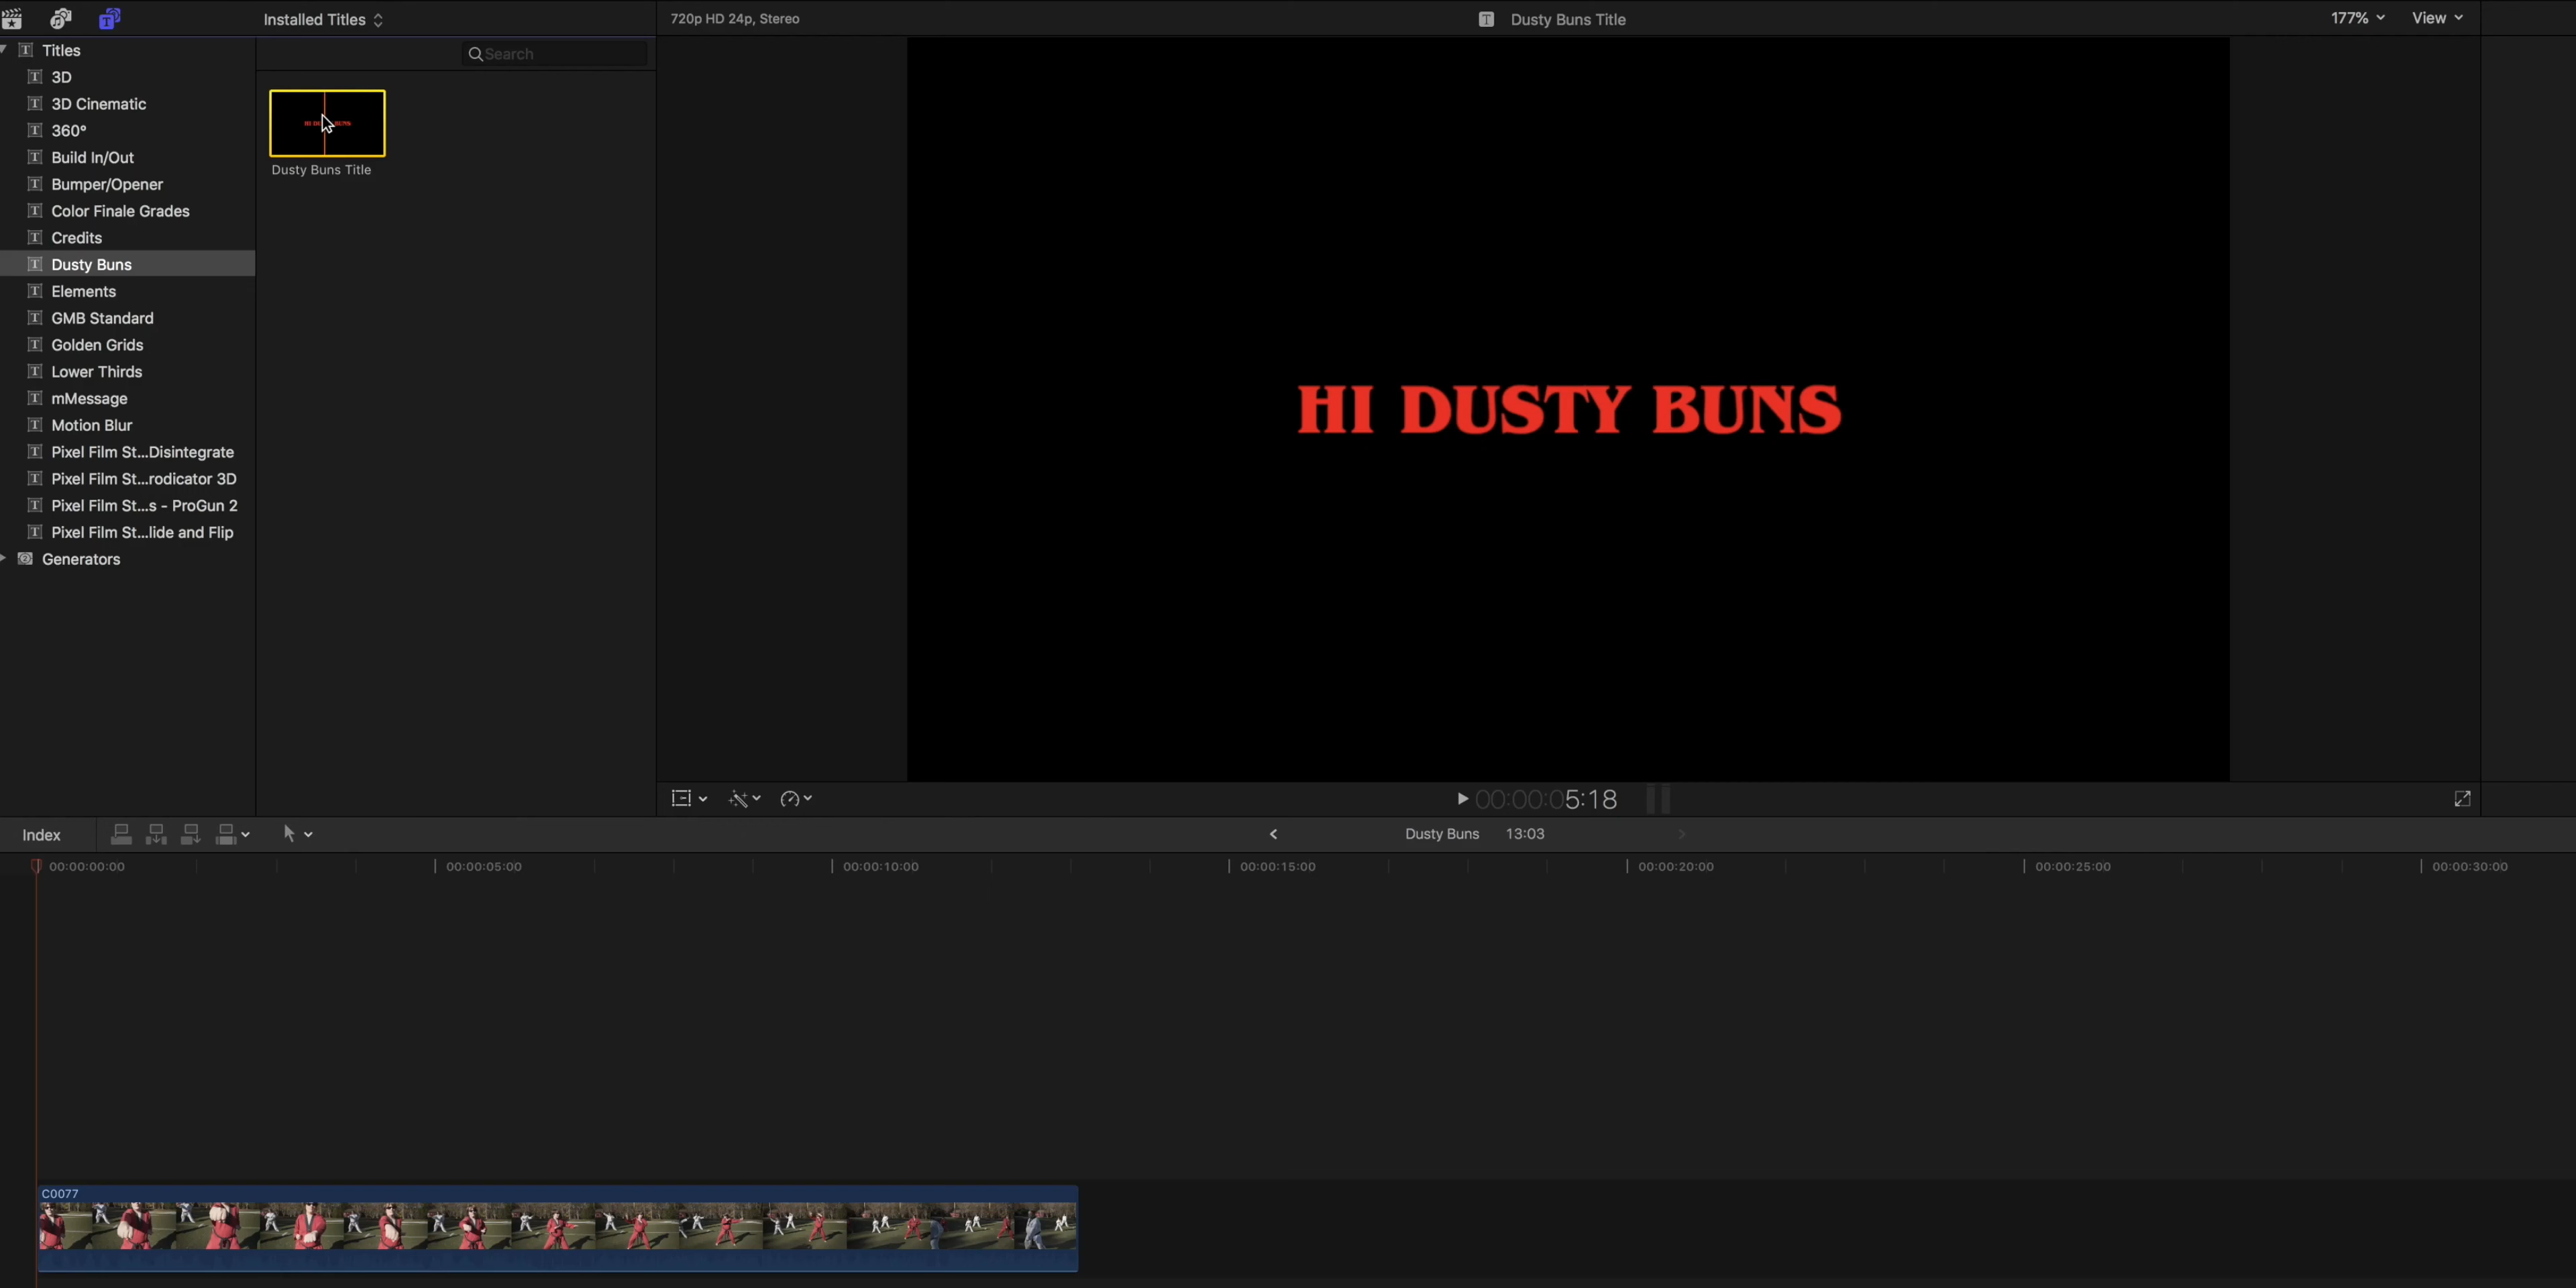 Installed Titles
720p HD 24p, Stereo
Dusty Buns Title
177%
View
Titles
Search
3D
3D Cinematic
360°
Build In/Out
Bumper/Opener
Color Finale Grades
Credits
Dusty Buns
Elements
GMB Standard
Golden Grids
Lower Thirds
mMessage
Motion Blur
Pixel Film St...Disintegrate
Pixel Film St...rodicator 3D
Pixel Film St...s - ProGun 2
Pixel Film St...lide and Flip
Generators
Dusty Buns Title
HI DUSTY BUNS
00:00:05:18
Index
Dusty Buns 13:03
00:00:00:00 00:00:05:00 00:00:10:00 00:00:15:00 00:00:20:00 00:00:25:00 00:00:30:00
C0077